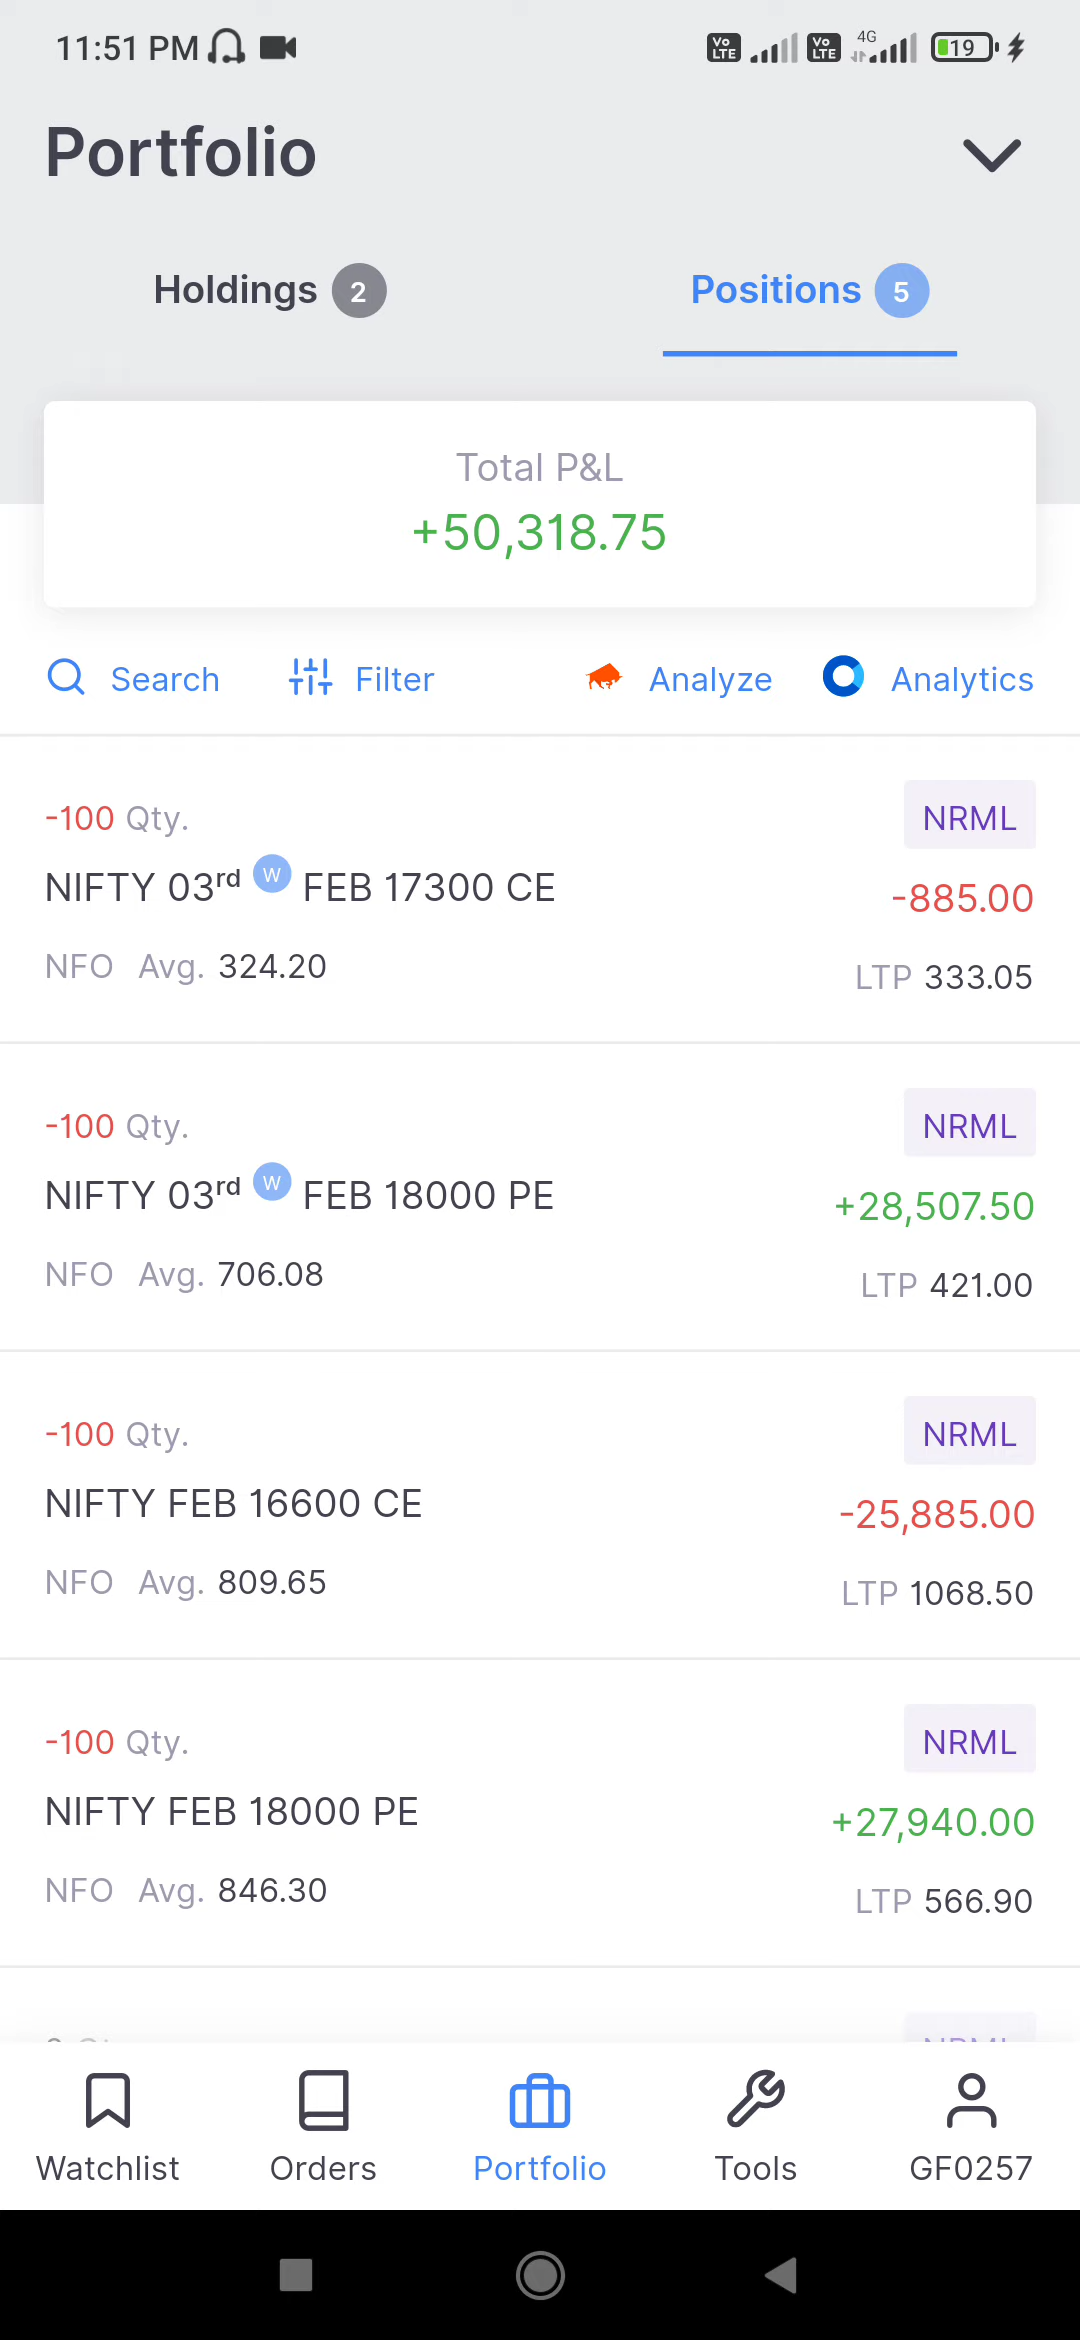 11:51 PM Vo LTE Vo LTE 4G 19
Portfolio
Holdings 2 Positions 5
Total P&L
+50,318.75
Search Filter Analyze Analytics
-100 Qty. NRML
NIFTY 03rd W FEB 17300 CE -885.00
NFO Avg. 324.20 LTP 333.05
-100 Qty. NRML
NIFTY 03rd W FEB 18000 PE +28,507.50
NFO Avg. 706.08 LTP 421.00
-100 Qty. NRML
NIFTY FEB 16600 CE -25,885.00
NFO Avg. 809.65 LTP 1068.50
-100 Qty. NRML
NIFTY FEB 18000 PE +27,940.00
NFO Avg. 846.30 LTP 566.90
Watchlist Orders Portfolio Tools GF0257